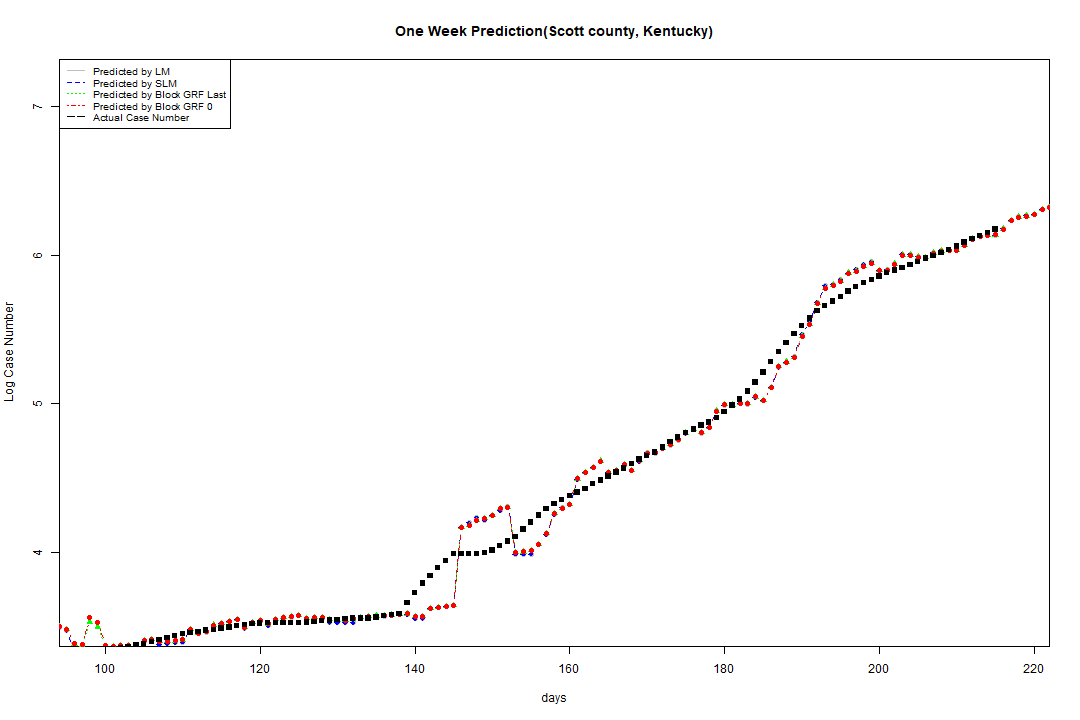 One Week Prediction(Scott county, Kentucky)
Predicted by LM
Predicted by SLM
Predicted by Block GRF Last
Predicted by Block GRF 0
Actual Case Number
7
6
5
4
Log Case Number
100 120 140 160 180 200 220
days